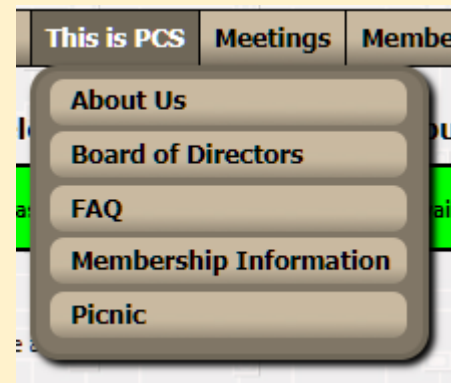 This is PCS Meetings
About Us
Board of Directors
FAQ
Membership Information
Picnic